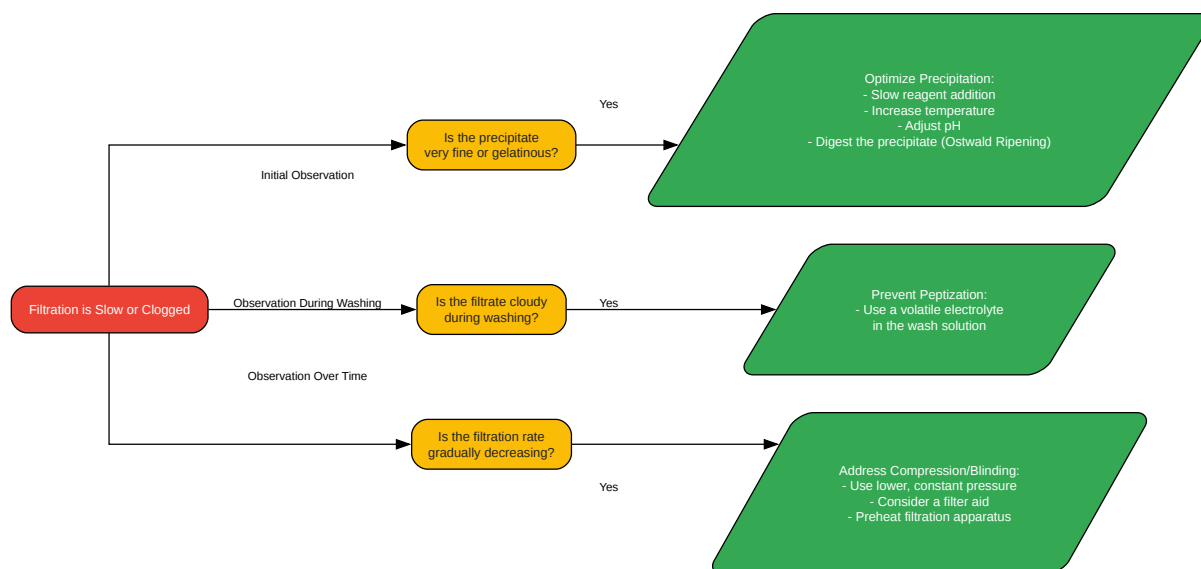 Optimize Precipitation:
- Slow reagent addition
- Increase temperature
- Adjust pH
- Digest the precipitate (Ostwald Ripening)
Yes
Is the precipitate
very fine or gelatinous?
Initial Observation
Filtration is Slow or Clogged
Observation During Washing
Is the filtrate cloudy
during washing?
Yes
Prevent Peptization:
- Use a volatile electrolyte
in the wash solution
Observation Over Time
Is the filtration rate
gradually decreasing?
Yes
Address Compression/Blinding:
- Use lower, constant pressure
- Consider a filter aid
- Preheat filtration apparatus